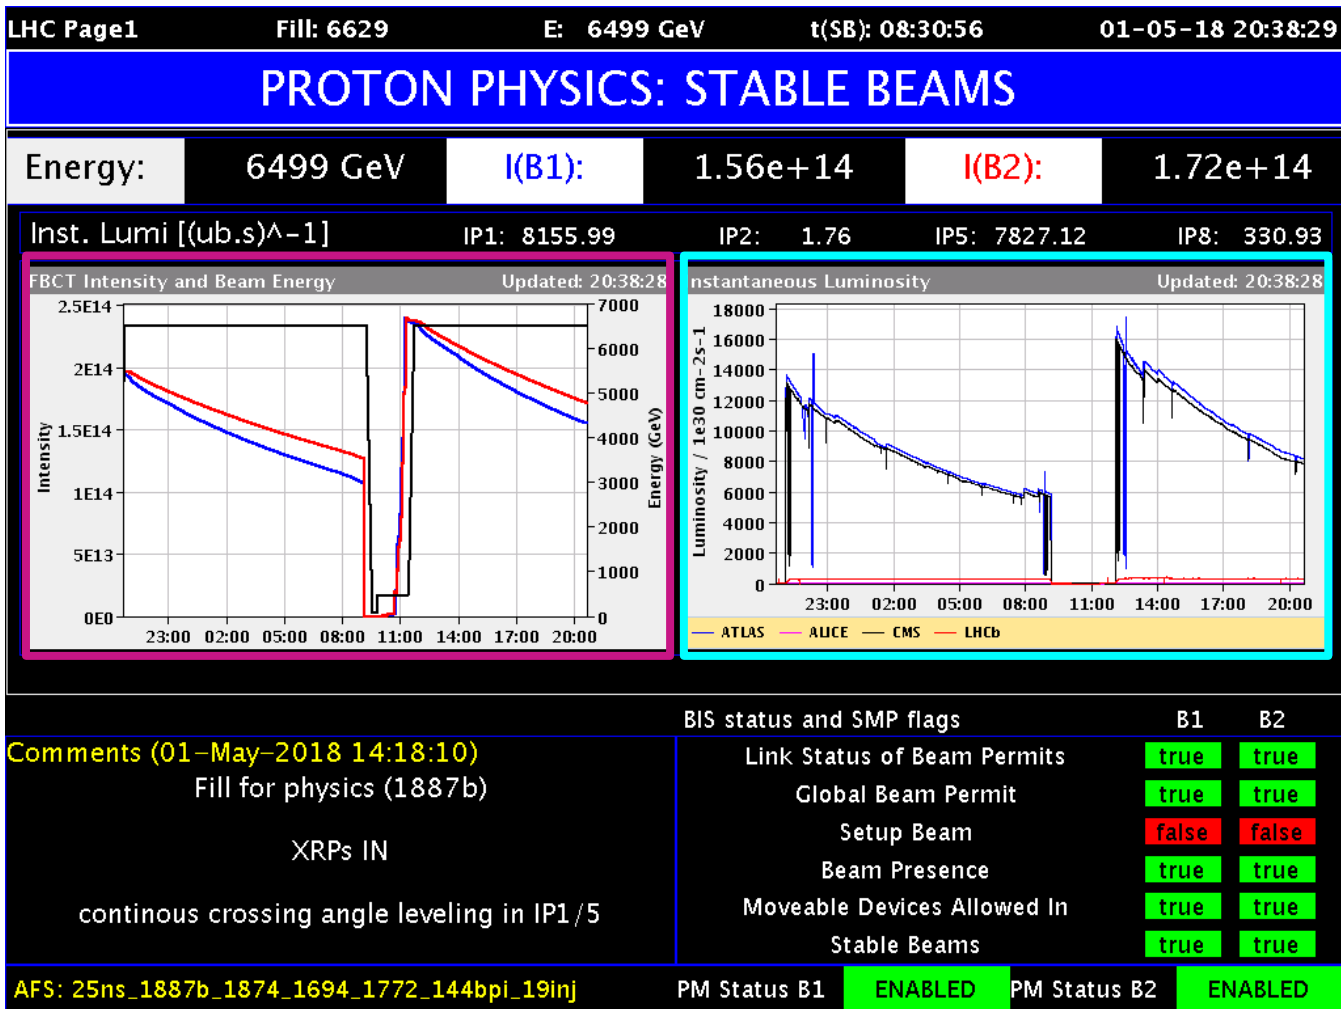 LHC Page1 Fill: 6629 E: 6499 GeV t(SB): 08:30:56 01-05-18 20:38:29
PROTON PHYSICS: STABLE BEAMS
Energy: 6499 GeV I(B1): 1.56e+14 I(B2): 1.72e+14
Inst. Lumi [(ub.s)^-1] IP1: 8155.99 IP2: 1.76 IP5: 7827.12 IP8: 330.93
FBCT Intensity and Beam Energy Updated: 20:38:28
2.5E14
2E14
1.5E14
1E14
5E13
0E0
Intensity
7000
6000
5000
4000
3000
2000
1000
0
Energy (GeV)
23:00 02:00 05:00 08:00 11:00 14:00 17:00 20:00
nstantaneous Luminosity Updated: 20:38:28
18000
16000
14000
12000
10000
8000
6000
4000
2000
0
Luminosity / 1e30 cm-2s-1
23:00 02:00 05:00 08:00 11:00 14:00 17:00 20:00
ATLAS ALICE CMS LHCb
Comments (01-May-2018 14:18:10)
Fill for physics (1887b)
XRPs IN
continous crossing angle leveling in IP1/5
BIS status and SMP flags B1 B2
Link Status of Beam Permits true true
Global Beam Permit true true
Setup Beam false false
Beam Presence true true
Moveable Devices Allowed In true true
Stable Beams true true
AFS: 25ns_1887b_1874_1694_1772_144bpi_19inj PM Status B1 ENABLED PM Status B2 ENABLED